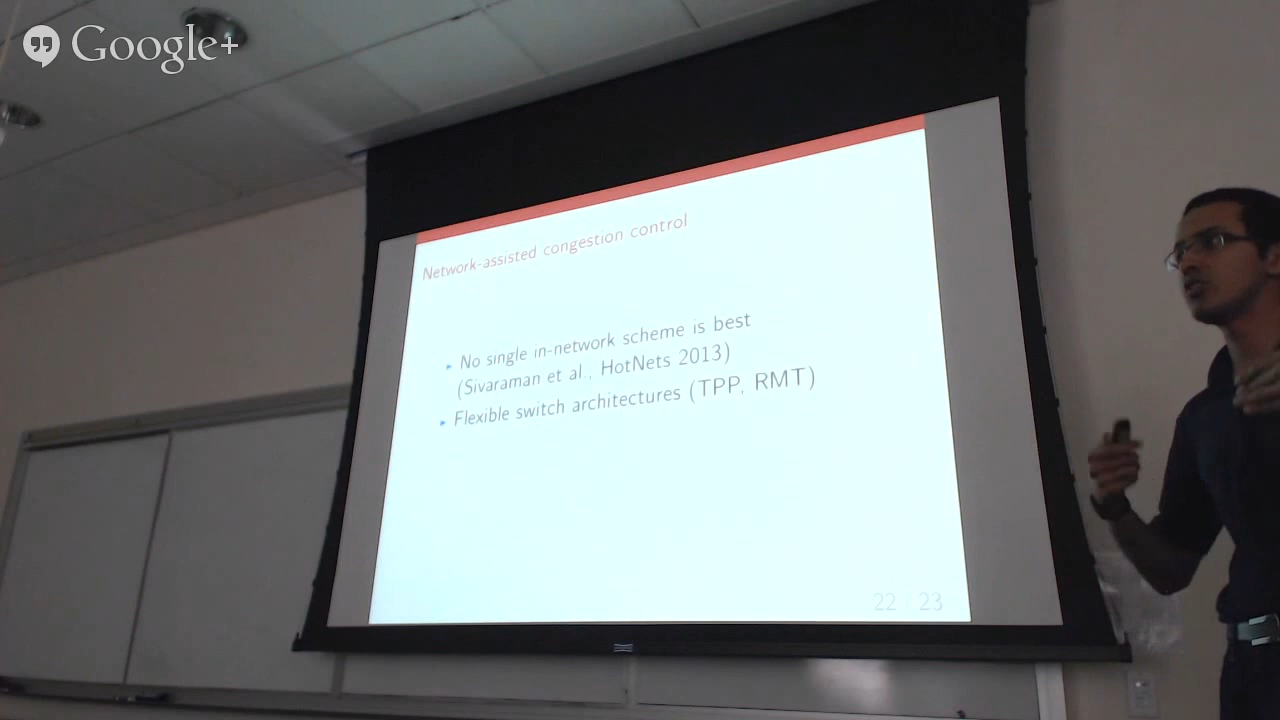 Google+
Network-assisted congestion control
No single in-network scheme is best
(Sivaraman et al., HotNets 2013)
Flexible switch architectures (TPP, RMT)
22 / 23